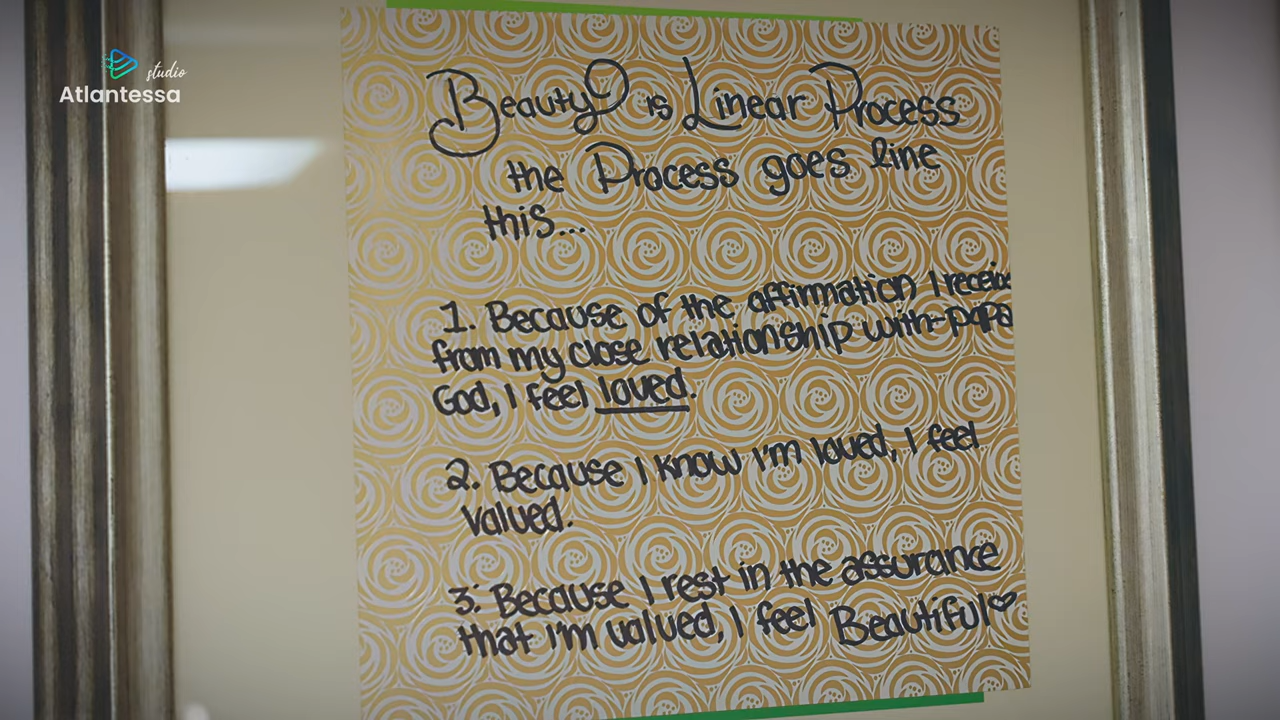 studio
Atlantessa
Beauty is Linear Process
the Process goes line
this...
1. Because of the affirmation I receive
from my close relationship with papa
God, I feel loved.
2. Because I know I'm loved, I feel
valued.
3. Because I rest in the assurance
that I'm valued, I feel Beautiful